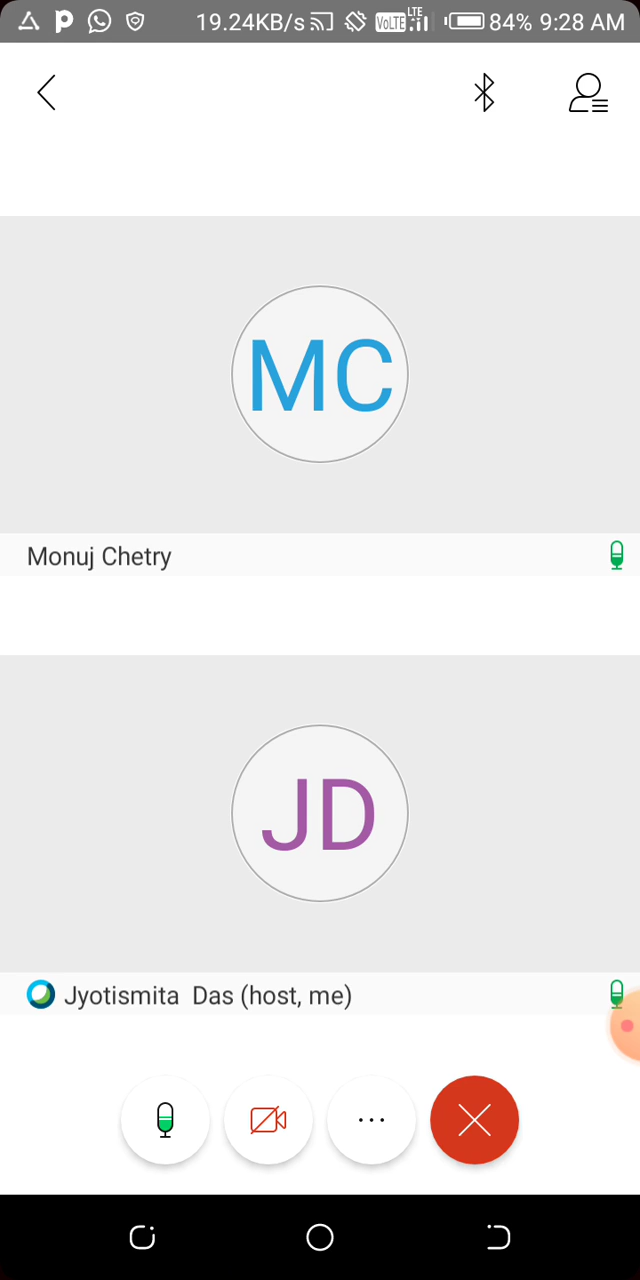 19.24KB/s VoLTE LTE 84% 9:28 AM
MC
Monuj Chetry
JD
Jyotismita Das (host, me)